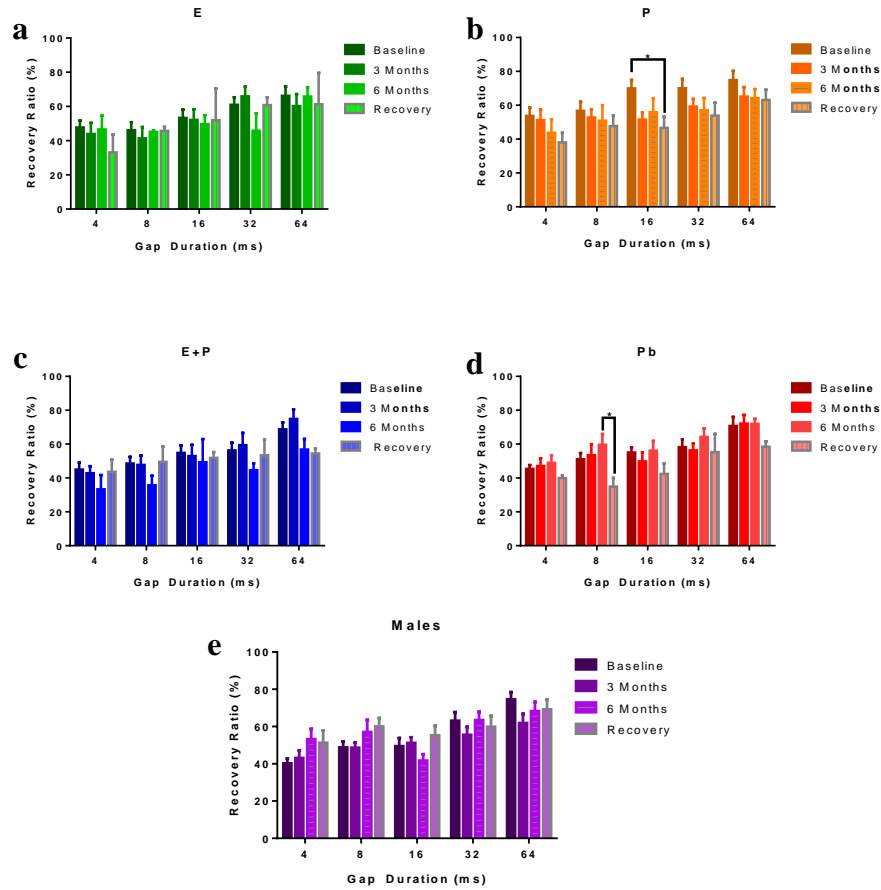 a
E
100
80
60
40
20
0
Recovery Ratio (%)
4 8 16 32 64
Gap Duration (ms)
Baseline
3 Months
6 Months
Recovery
b
P
100
80
60
40
20
0
Recovery Ratio (%)
*
4 8 16 32 64
Gap Duration (ms)
Baseline
3 Months
6 Months
Recovery
c
E+P
100
80
60
40
20
0
Recovery Ratio (%)
4 8 16 32 64
Gap Duration (ms)
Baseline
3 Months
6 Months
Recovery
d
Pb
100
80
60
40
20
0
Recovery Ratio (%)
*
4 8 16 32 64
Gap Duration (ms)
Baseline
3 Months
6 Months
Recovery
e
Males
100
80
60
40
20
0
Recovery Ratio (%)
4 8 16 32 64
Gap Duration (ms)
Baseline
3 Months
6 Months
Recovery